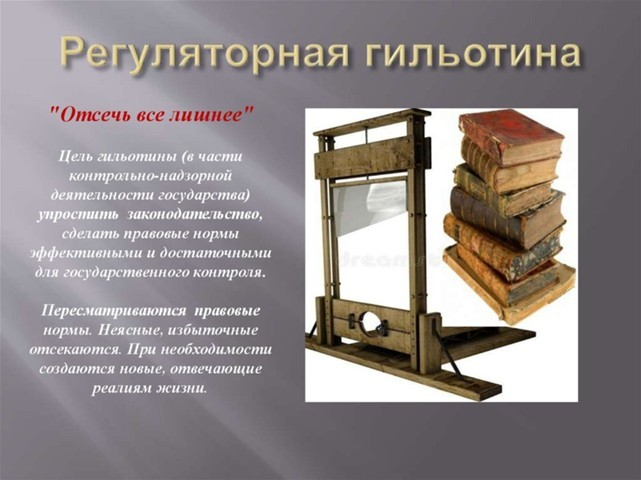 Регуляторная гильотина
"Отсечь все лишнее"
Цель гильотины (в части
контрольно-надзорной
деятельности государства)
упростить законодательство,
сделать правовые нормы
эффективными и достаточными
для государственного контроля.
Пересматриваются правовые
нормы. Неясные, избыточные
отсекаются. При необходимости
создаются новые, отвечающие
реалиям жизни.